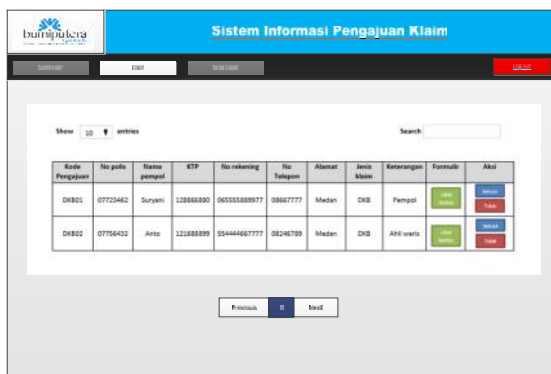 bumiputera
Sistem Informasi Pengajuan Klaim
Show 10 entries
Search
Kode Pengajuan No polis Nama pempol KTP No rekening No Telepon Alamat Jenis klaim Keterangan Formulir Aksi
DKB01 07723462 Suryani 128866880 065555889977 08667777 Medan DKB Pempol
Tolak
DKB02 07756432 Anto 121688899 554444667777 08246789 Medan DKB Ahli waris
Tolak
Previous Next